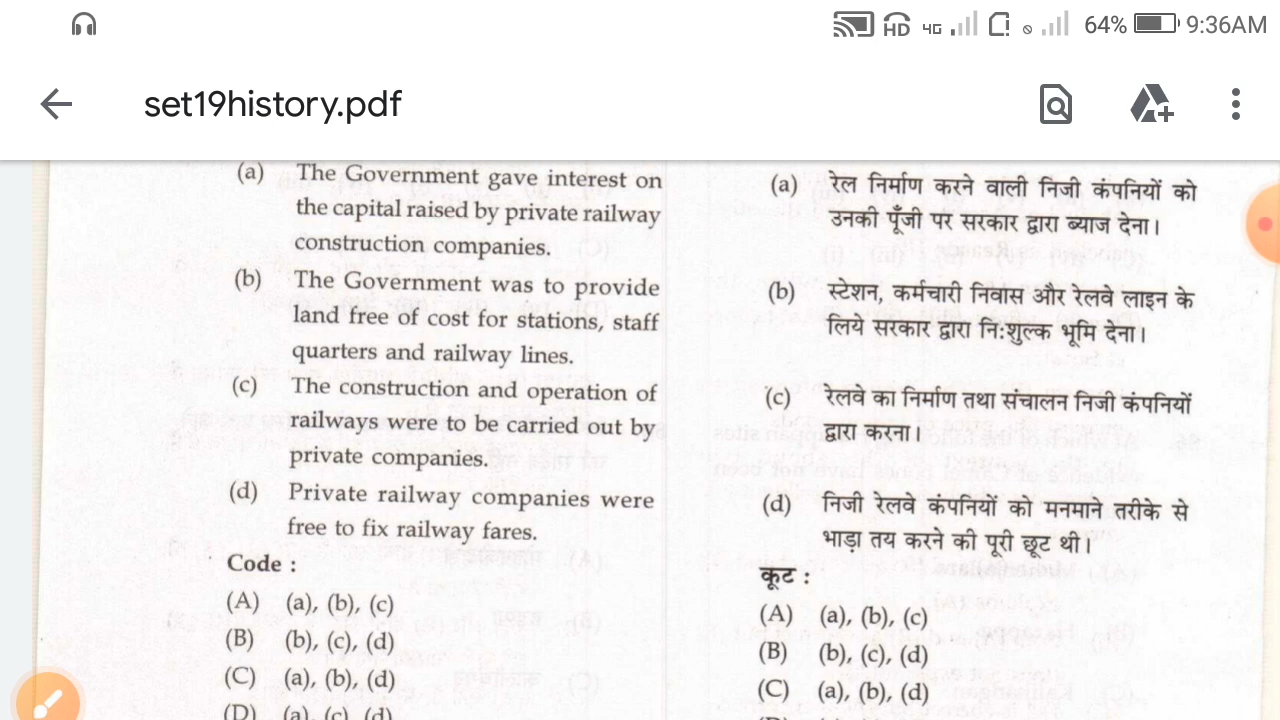 HD 4G 64% 9:36AM
set19history.pdf
(a) The Government gave interest on
the capital raised by private railway
construction companies.
(b) The Government was to provide
land free of cost for stations, staff
quarters and railway lines.
(c) The construction and operation of
railways were to be carried out by
private companies.
(d) Private railway companies were
free to fix railway fares.
Code :
(A) (a), (b), (c)
(B) (b), (c), (d)
(C) (a), (b), (d)
(D) (a), (c), (d)
(a) रेल निर्माण करने वाली निजी कंपनियों को
उनकी पूँजी पर सरकार द्वारा ब्याज देना।
(b) स्टेशन, कर्मचारी निवास और रेलवे लाइन के
लिये सरकार द्वारा नि:शुल्क भूमि देना।
(c) रेलवे का निर्माण तथा संचालन निजी कंपनियों
द्वारा करना।
(d) निजी रेलवे कंपनियों को मनमाने तरीके से
भाड़ा तय करने की पूरी छूट थी।
कूट :
(A) (a), (b), (c)
(B) (b), (c), (d)
(C) (a), (b), (d)